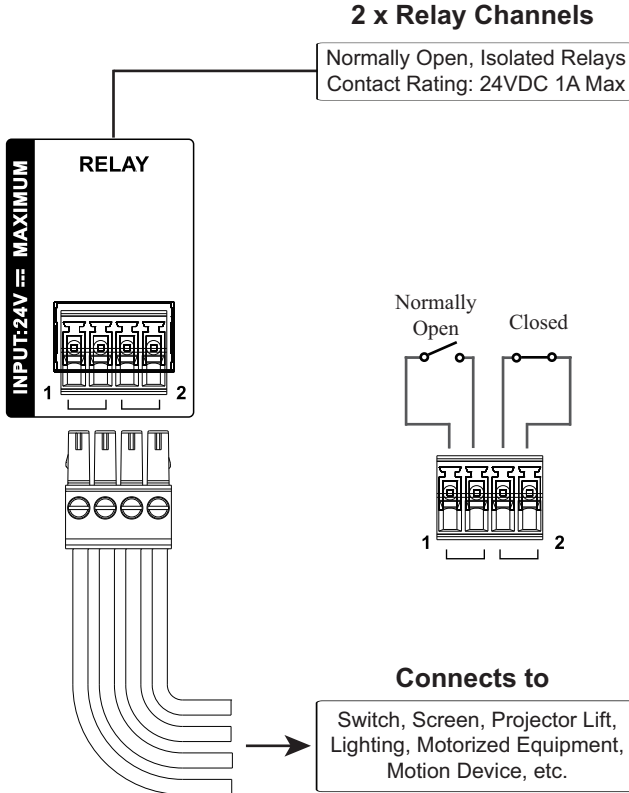 2 x Relay Channels
Normally Open, Isolated Relays
Contact Rating: 24VDC 1A Max
INPUT:24V ⎓ MAXIMUM
RELAY
1 2
Normally
Open
Closed
1 2
Connects to
Switch, Screen, Projector Lift,
Lighting, Motorized Equipment,
Motion Device, etc.